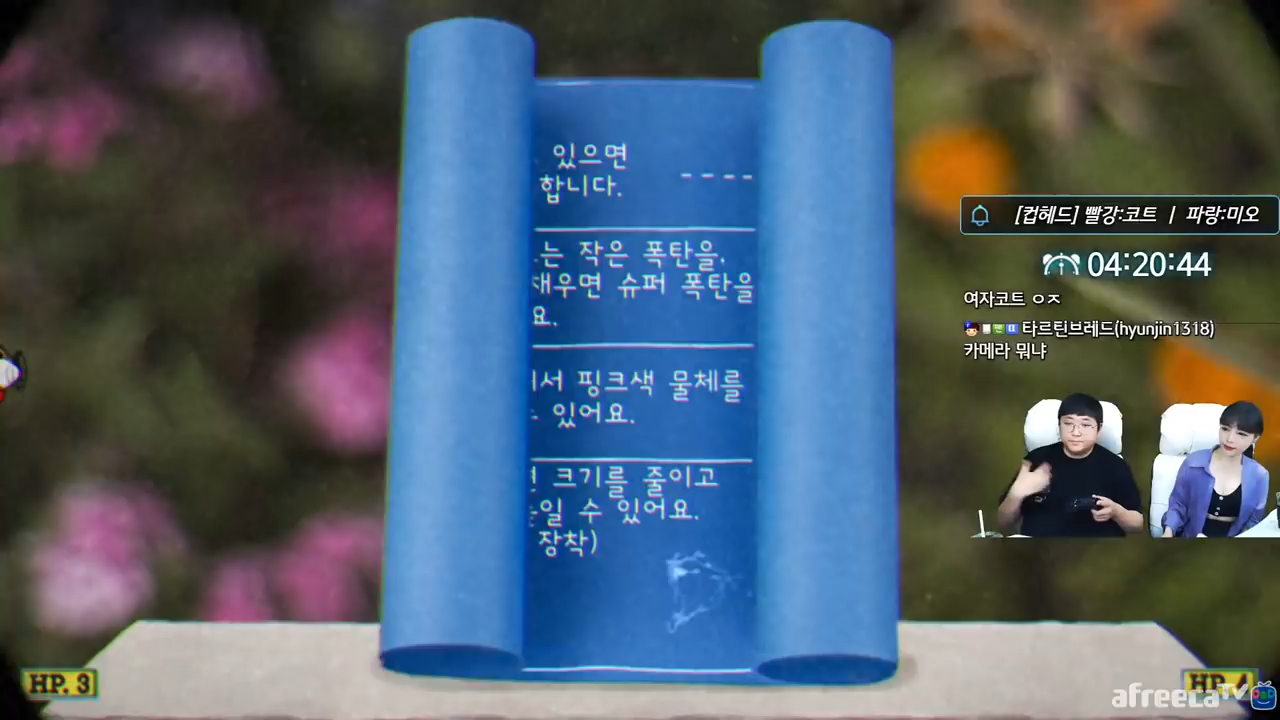 있으면
합니다.
는 작은 폭탄을,
채우면 슈퍼 폭탄을
요.
서 핑크색 물체를
있어요.
크기를 줄이고
일 수 있어요.
장착)
[컵헤드] 빨강:코트 | 파랑:미오
04:20:44
여자코트 ㅇㅈ
타르틴브레드(hyunjin1318)
카메라 뭐냐
HP. 3
HP. 4
afreecaTV